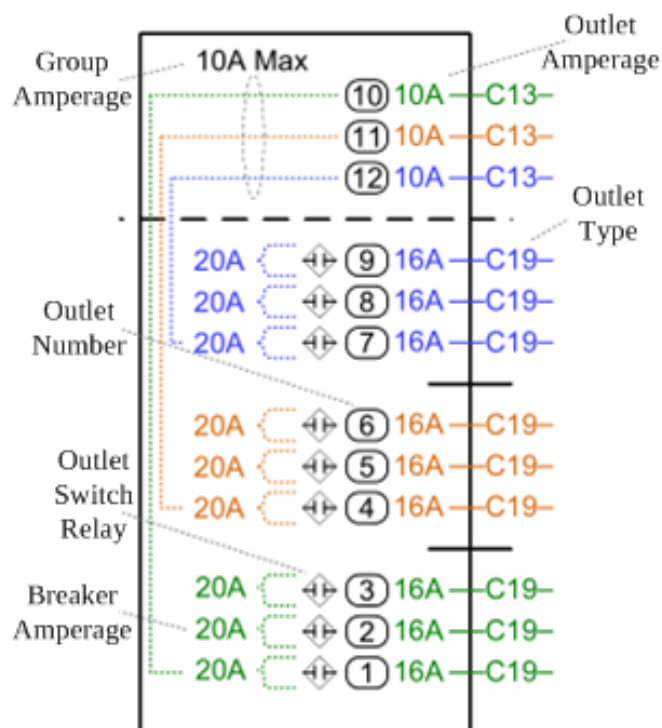 Outlet
Amperage
Group
Amperage
10A Max
10 10A C13
11 10A C13
12 10A C13
Outlet
Type
20A 9 16A C19
20A 8 16A C19
20A 7 16A C19
Outlet
Number
20A 6 16A C19
20A 5 16A C19
20A 4 16A C19
Outlet
Switch
Relay
20A 3 16A C19
20A 2 16A C19
20A 1 16A C19
Breaker
Amperage